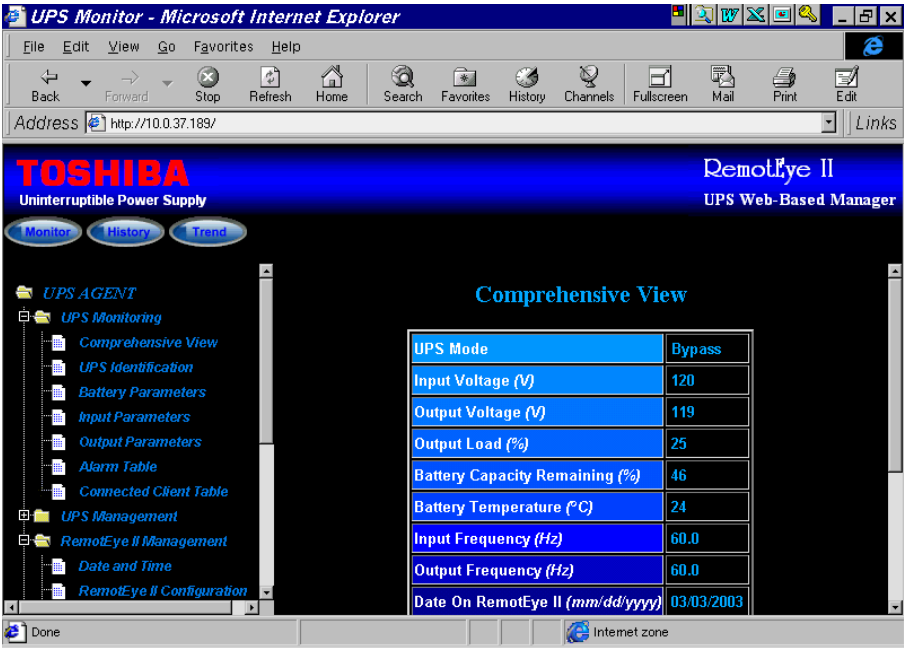 UPS Monitor - Microsoft Internet Explorer
File Edit View Go Favorites Help
Back Forward Stop Refresh Home Search Favorites History Channels Fullscreen Mail Print Edit
Address http://10.0.37.189/ Links
TOSHIBA
Uninterruptible Power Supply
RemotEye II
UPS Web-Based Manager
Monitor History Trend
UPS AGENT
UPS Monitoring
Comprehensive View
UPS Identification
Battery Parameters
Input Parameters
Output Parameters
Alarm Table
Connected Client Table
UPS Management
RemotEye II Management
Date and Time
RemotEye II Configuration
Comprehensive View
UPS Mode Bypass
Input Voltage (V) 120
Output Voltage (V) 119
Output Load (%) 25
Battery Capacity Remaining (%) 46
Battery Temperature (°C) 24
Input Frequency (Hz) 60.0
Output Frequency (Hz) 60.0
Date On RemotEye II (mm/dd/yyyy) 03/03/2003
Done Internet zone